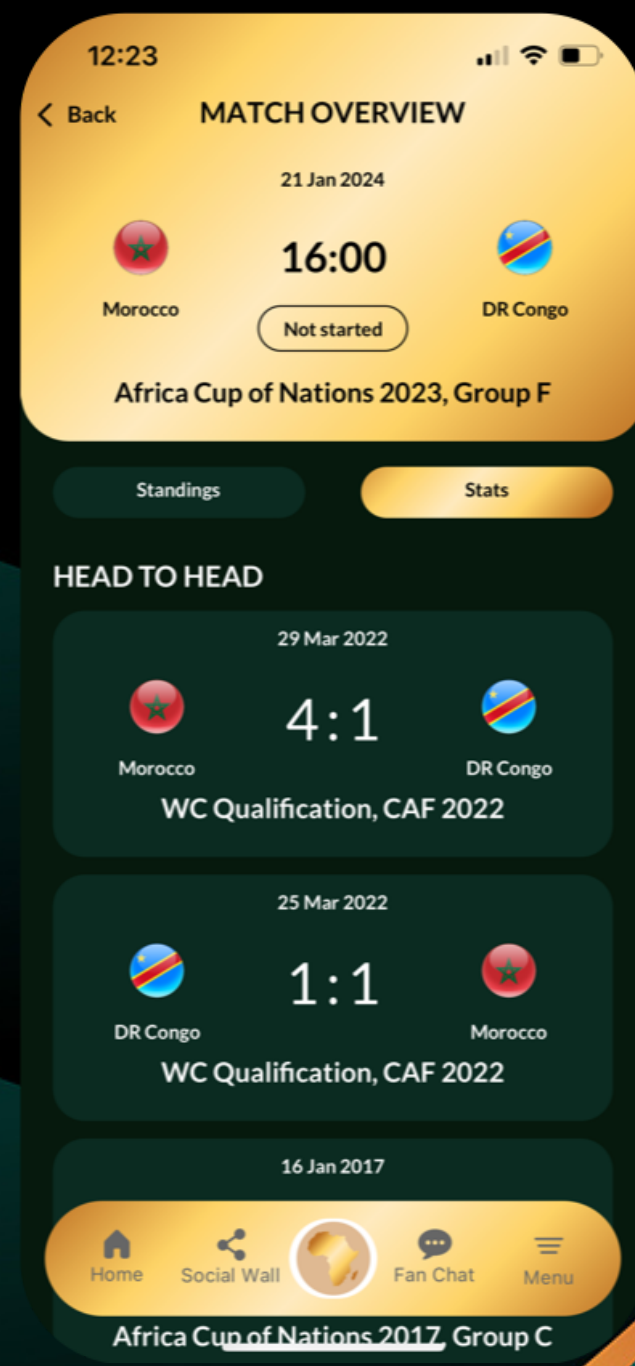 12:23
Back
MATCH OVERVIEW
21 Jan 2024
16:00
Morocco
DR Congo
Not started
Africa Cup of Nations 2023, Group F
Standings
Stats
HEAD TO HEAD
29 Mar 2022
4:1
Morocco
DR Congo
WC Qualification, CAF 2022
25 Mar 2022
1:1
DR Congo
Morocco
WC Qualification, CAF 2022
16 Jan 2017
Home
Social Wall
Fan Chat
Menu
Africa Cup of Nations 2017, Group C